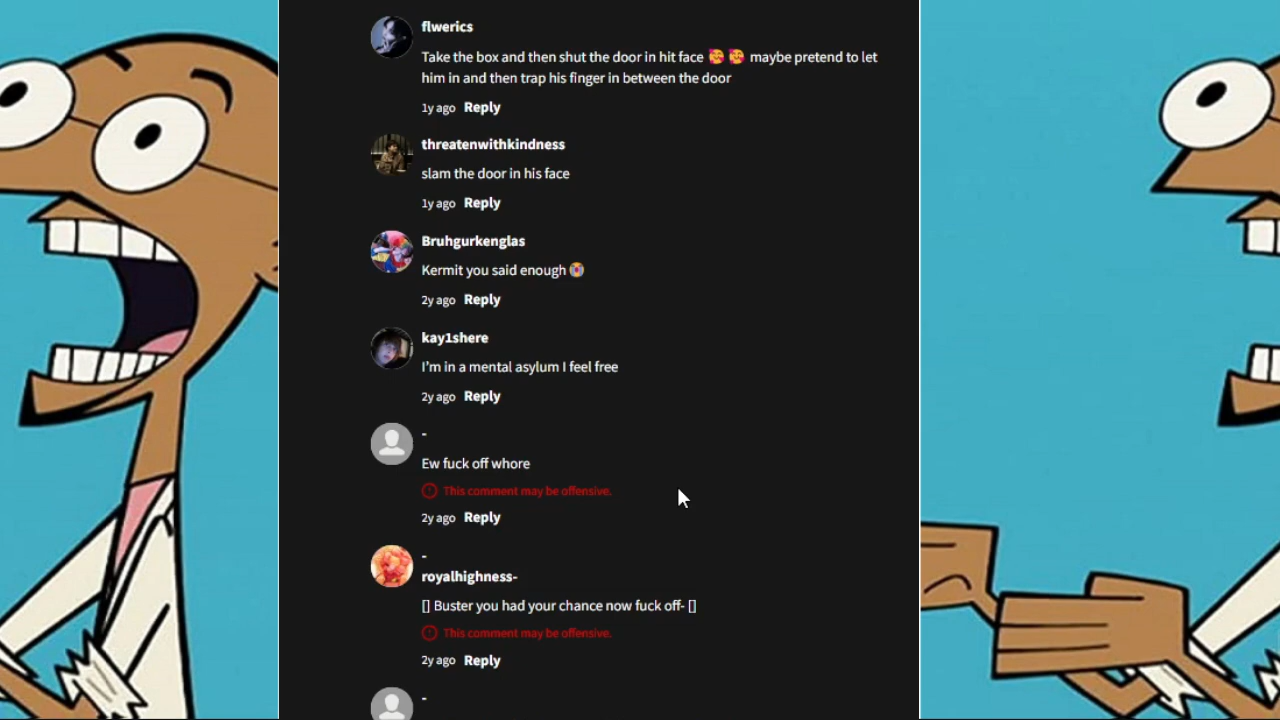 flwerics
Take the box and then shut the door in hit face 🥰 🥰 maybe pretend to let
him in and then trap his finger in between the door
1y ago Reply
threatenwithkindness
slam the door in his face
1y ago Reply
Bruhgurkenglas
Kermit you said enough 😭
2y ago Reply
kay1shere
I'm in a mental asylum I feel free
2y ago Reply
-
Ew fuck off whore
This comment may be offensive.
2y ago Reply
-
royalhighness-
[] Buster you had your chance now fuck off- []
This comment may be offensive.
2y ago Reply
-